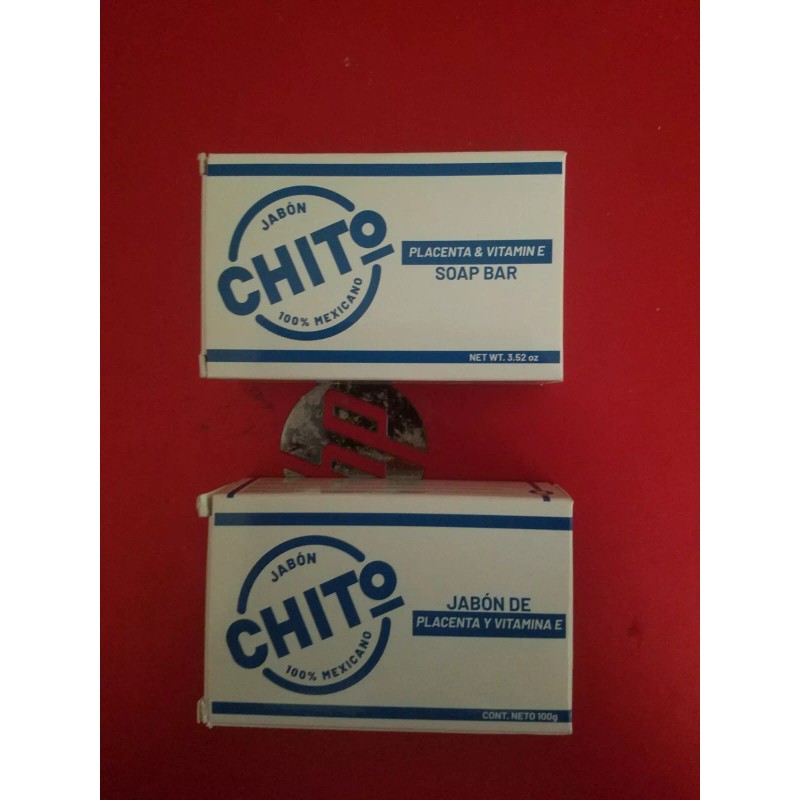 JABÓN
CHITO
100% MEXICANO
PLACENTA & VITAMIN E
SOAP BAR
NET WT. 3.52 oz
hp
JABÓN
CHITO
100% MEXICANO
JABÓN DE
PLACENTA Y VITAMINA E
CONT. NETO 100g